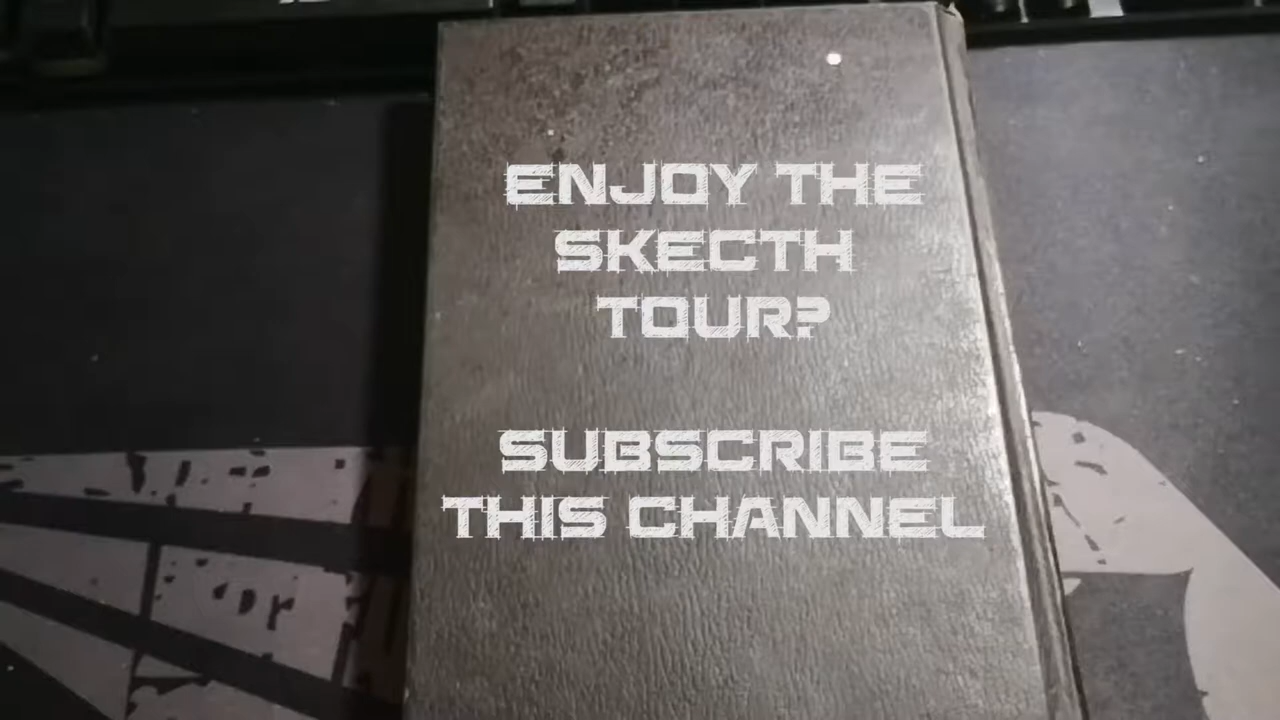 ENJOY THE
SKECTH
TOUR?
SUBSCRIBE
THIS CHANNEL